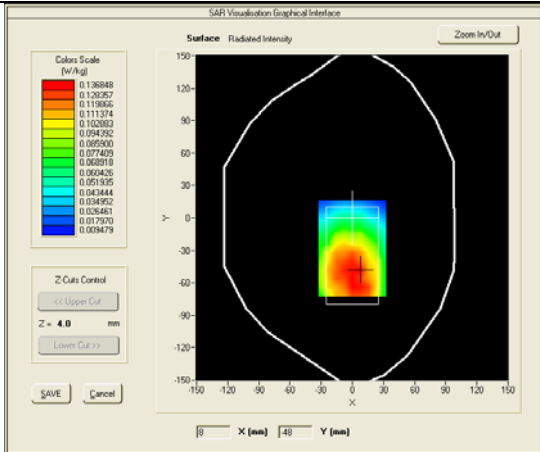 SAR Visualisation Graphical Interface
Surface Radiated Intensity
Zoom In/Out
Colors Scale
(W/kg)
0.136848
0.128357
0.119866
0.111374
0.102883
0.094392
0.085900
0.077409
0.068918
0.060426
0.051935
0.043444
0.034952
0.026461
0.017970
0.009479
Z-Cuts Control
<< Upper Cut
Z = 4.0 mm
Lower Cut >>
SAVE Cancel
150
120
90
60
30
0
-30
-60
-90
-120
-150
Y
-150 -120 -90 -60 -30 0 30 60 90 120 150
X
8 X (mm) -48 Y (mm)